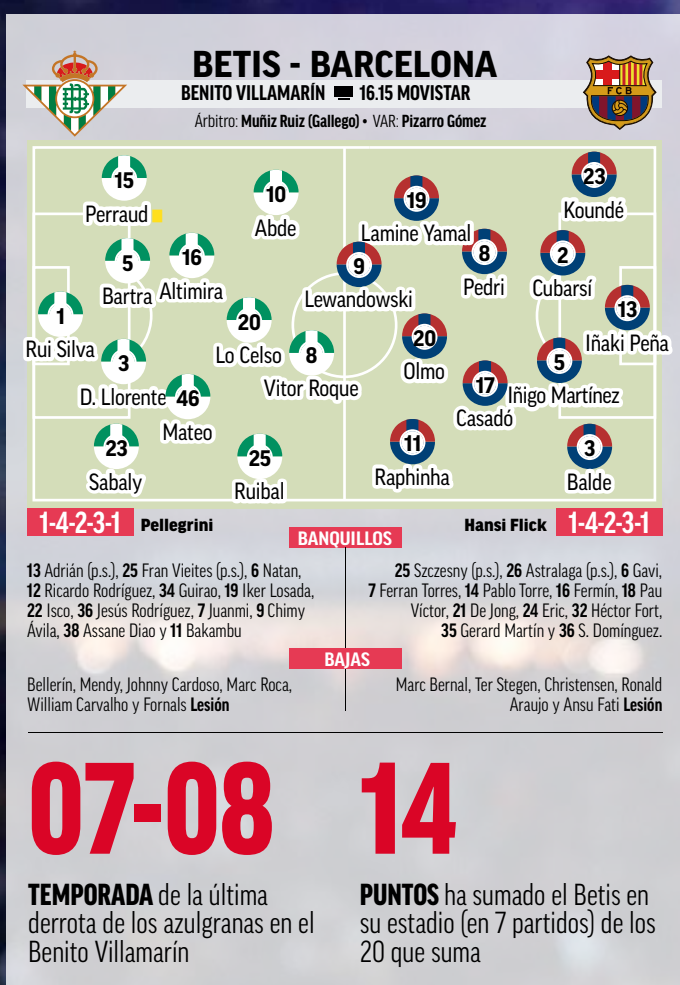 BETIS - BARCELONA
BENITO VILLAMARÍN 16.15 MOVISTAR
Árbitro: Muñiz Ruiz (Gallego) • VAR: Pizarro Gómez
FCB
15
Perraud
10
Abde
5
Bartra
16
Altimira
1
Rui Silva
20
Lo Celso
8
Vitor Roque
3
D. Llorente
46
Mateo
23
Sabaly
25
Ruibal
19
Lamine Yamal
23
Koundé
9
Lewandowski
8
Pedri
2
Cubarsí
13
Iñaki Peña
20
Olmo
5
Iñigo Martínez
17
Casadó
11
Raphinha
3
Balde
1-4-2-3-1 Pellegrini
Hansi Flick 1-4-2-3-1
BANQUILLOS
13 Adrián (p.s.), 25 Fran Vieites (p.s.), 6 Natan,
12 Ricardo Rodríguez, 34 Guirao, 19 Iker Losada,
22 Isco, 36 Jesús Rodríguez, 7 Juanmi, 9 Chimy
Ávila, 38 Assane Diao y 11 Bakambu
25 Szczesny (p.s.), 26 Astralaga (p.s.), 6 Gavi,
7 Ferran Torres, 14 Pablo Torre, 16 Fermín, 18 Pau
Víctor, 21 De Jong, 24 Eric, 32 Héctor Fort,
35 Gerard Martín y 36 S. Domínguez.
BAJAS
Bellerín, Mendy, Johnny Cardoso, Marc Roca,
William Carvalho y Fornals Lesión
Marc Bernal, Ter Stegen, Christensen, Ronald
Araujo y Ansu Fati Lesión
07-08
TEMPORADA de la última
derrota de los azulgranas en el
Benito Villamarín
14
PUNTOS ha sumado el Betis en
su estadio (en 7 partidos) de los
20 que suma